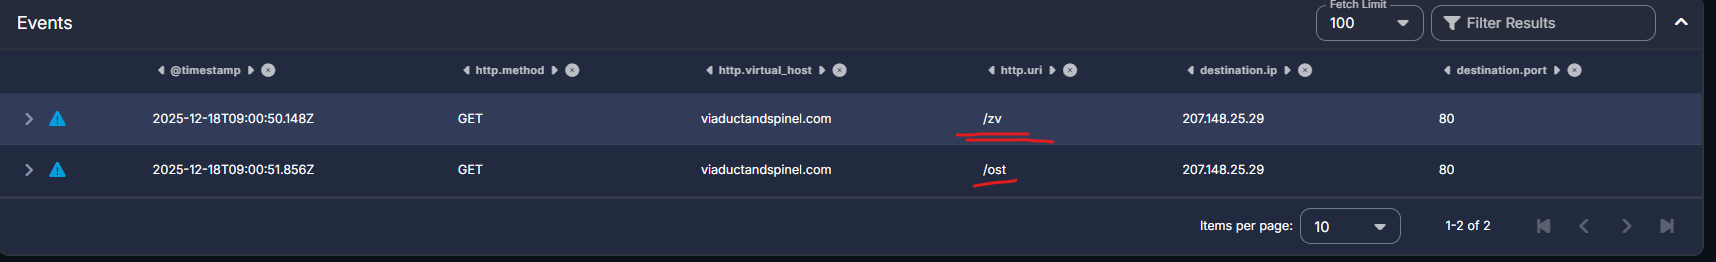 Events
Fetch Limit
100
Filter Results
@timestamp http.method http.virtual_host http.uri destination.ip destination.port
2025-12-18T09:00:50.148Z GET viaductandspinel.com /zv 207.148.25.29 80
2025-12-18T09:00:51.856Z GET viaductandspinel.com /ost 207.148.25.29 80
Items per page: 10 1-2 of 2